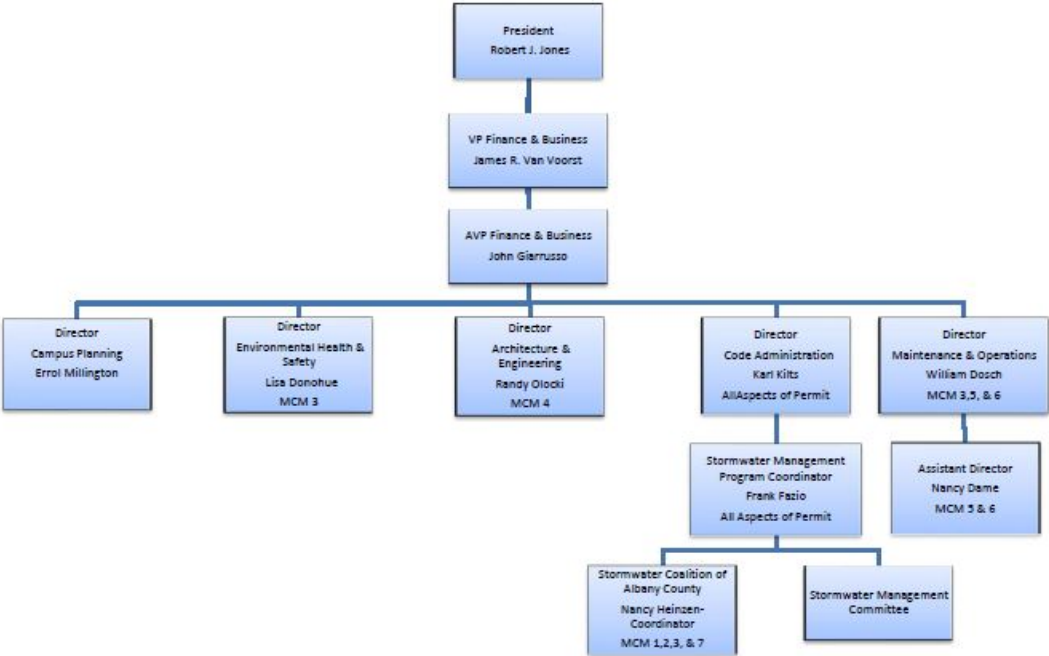 President
Robert J. Jones
VP Finance & Business
James R. Van Voorst
AVP Finance & Business
John Giarrusso
Director
Campus Planning
Errol Millington
Director
Environmental Health &
Safety
Lisa Donohue
MCM 3
Director
Architecture &
Engineering
Randy Olocki
MCM 4
Director
Code Administration
Karl Kilts
AllAspects of Permit
Director
Maintenance & Operations
William Dosch
MCM 3,5, & 6
Stormwater Management
Program Coordinator
Frank Fazio
All Aspects of Permit
Assistant Director
Nancy Dame
MCM 5 & 6
Stormwater Coalition of
Albany County
Nancy Heinzen-
Coordinator
MCM 1,2,3, & 7
Stormwater Management
Committee